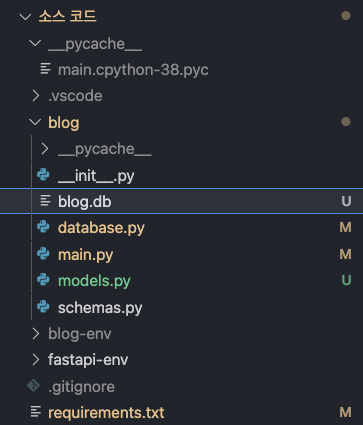 소스 코드
__pycache__
main.cpython-38.pyc
.vscode
blog
__pycache__
__init__.py
blog.db U
database.py M
main.py M
models.py U
schemas.py
blog-env
fastapi-env
.gitignore
requirements.txt M